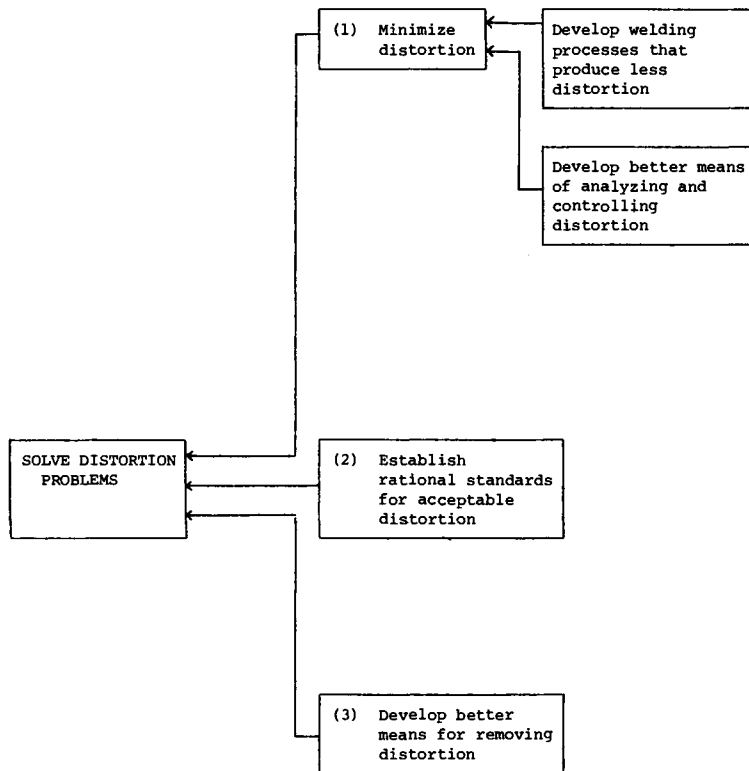 (1) Minimize
distortion
Develop welding
processes that
produce less
distortion
Develop better means
of analyzing and
controlling
distortion
SOLVE DISTORTION
PROBLEMS
(2) Establish
rational standards
for acceptable
distortion
(3) Develop better
means for removing
distortion